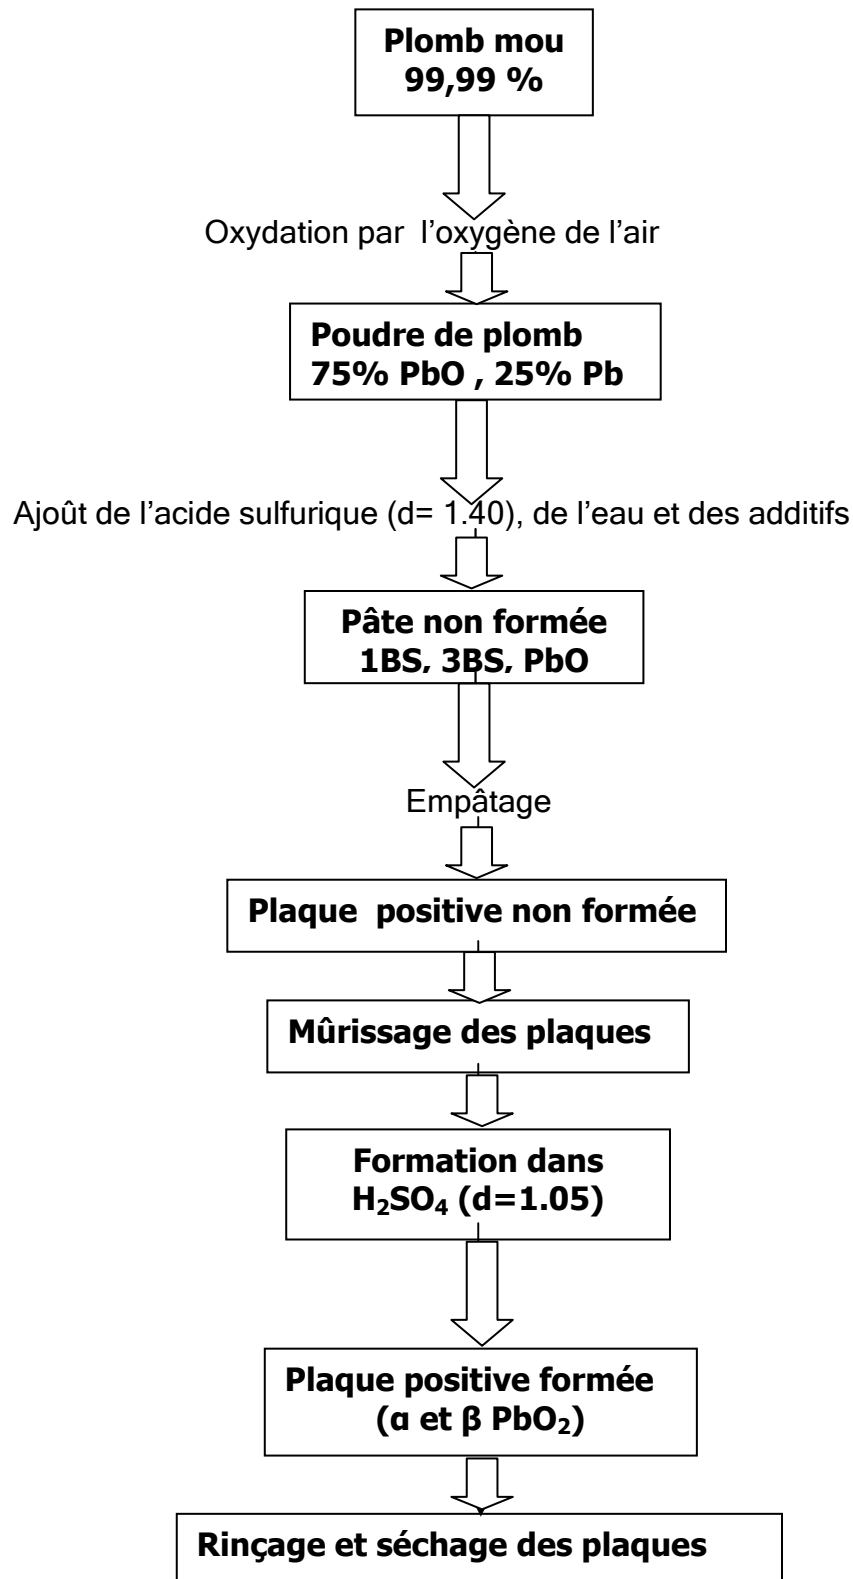 Plomb mou
99,99 %
Oxydation par l'oxygène de l'air
Poudre de plomb
75% PbO , 25% Pb
Ajoût de l'acide sulfurique (d= 1.40), de l'eau et des additifs
Pâte non formée
1BS, 3BS, PbO
Empâtage
Plaque positive non formée
Mûrissage des plaques
Formation dans
H₂SO₄ (d=1.05)
Plaque positive formée
(α et β PbO₂)
Rinçage et séchage des plaques